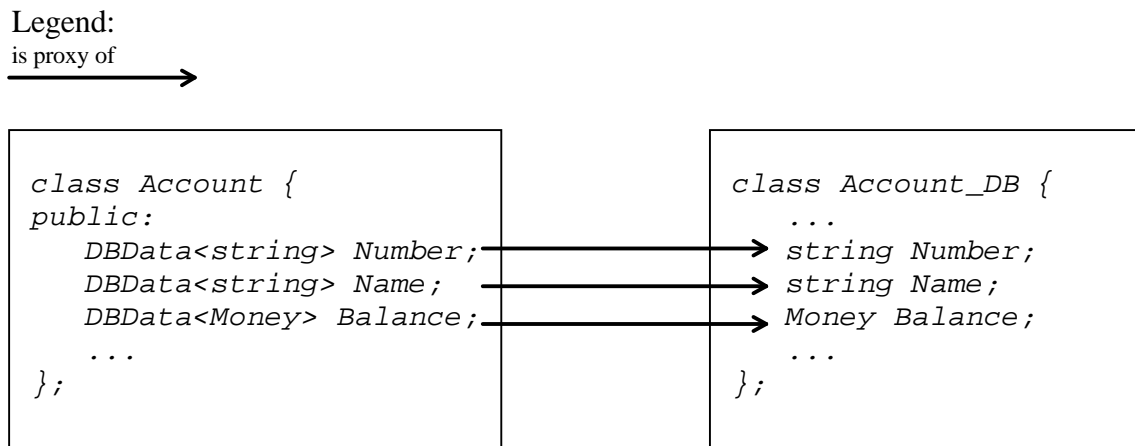 Legend:
is proxy of
class Account {
public:
DBData<string> Number;
DBData<string> Name;
DBData<Money> Balance;
...
};
class Account_DB {
...
string Number;
string Name;
Money Balance;
...
};